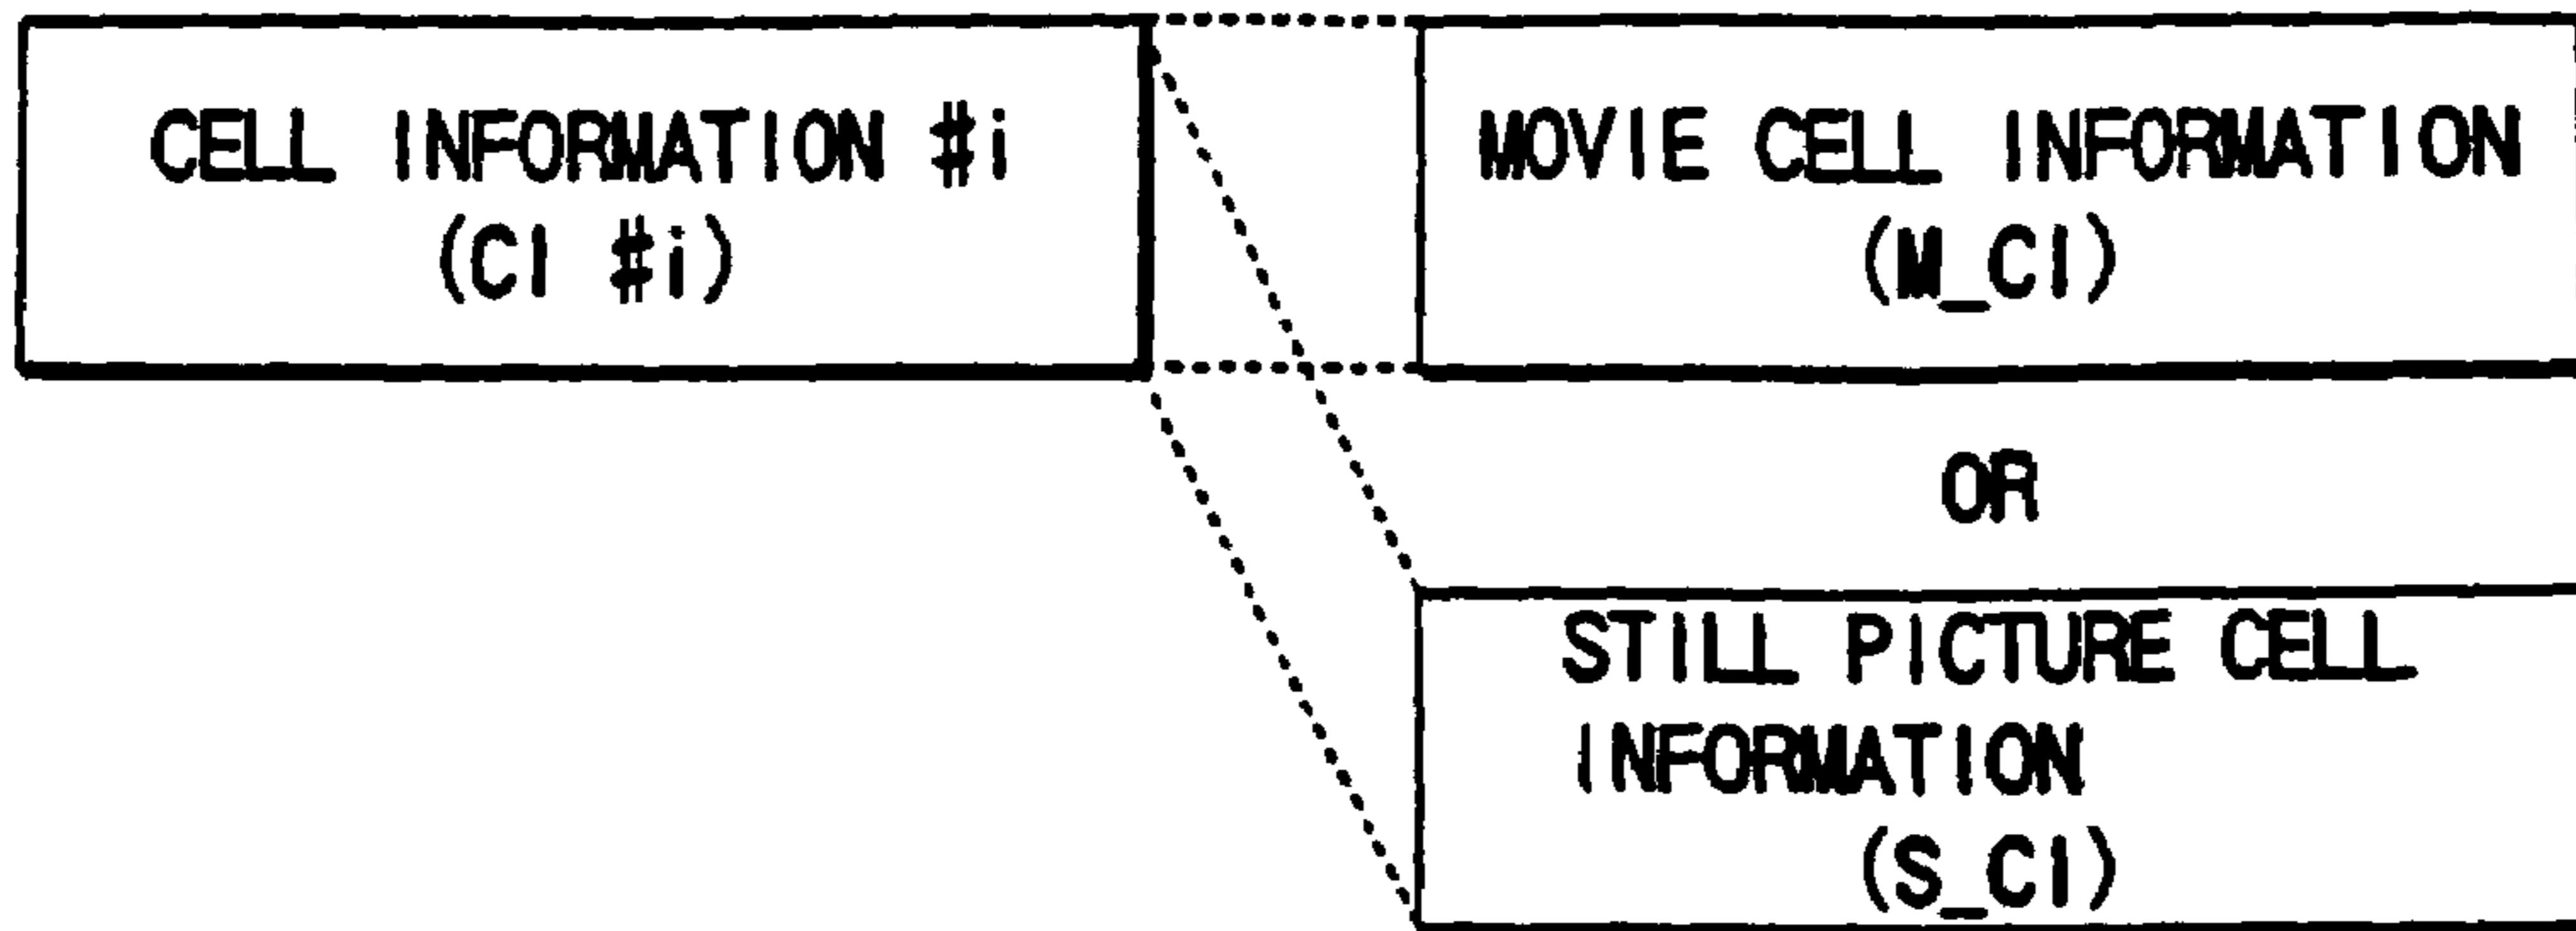 CELL INFORMATION #i
(CI #i)
MOVIE CELL INFORMATION
(M_CI)
OR
STILL PICTURE CELL
INFORMATION
(S_CI)